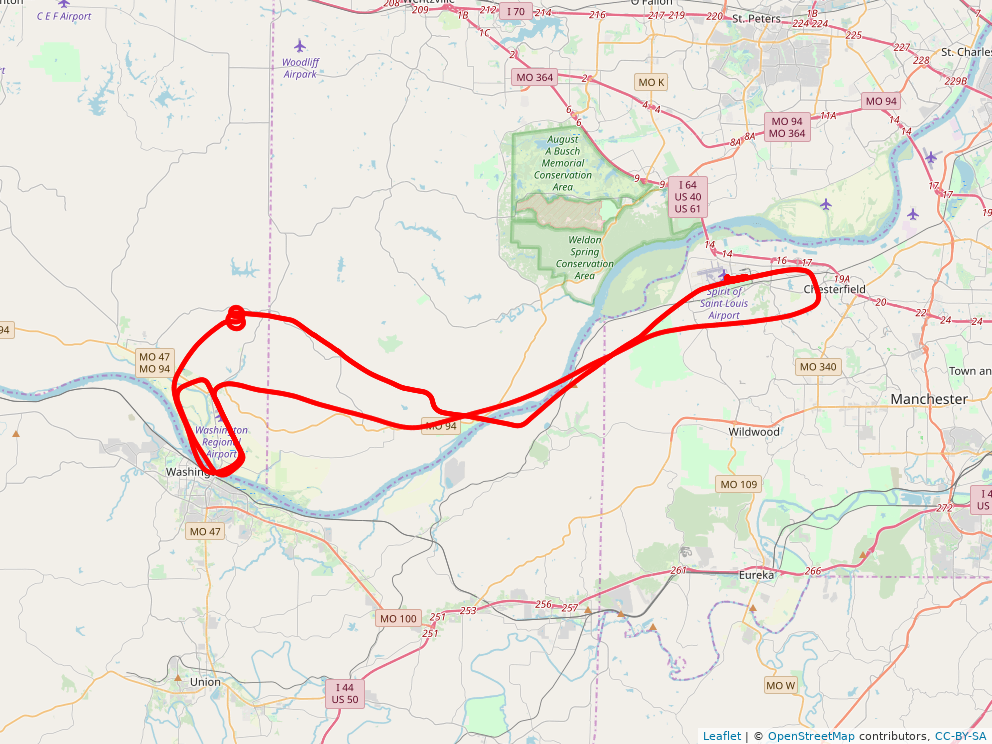 208
209
Wentzville
1B
I 70
212
214
216
O'Fallon
217
219
220
St. Peters
1B
224 224
225
7
C E F Airport
1C
2
227
St. Charles
228
229B
Woodliff
Airpark
MO 364
2
MO K
6
6
4
4
MO 94
MO 94
MO 364
11A
14
14
8A
8A
August
A Busch
Memorial
Conservation
Area
9
9
I 64
US 40
US 61
17
17
17
19
Weldon
Spring
Conservation
Area
14
14
16
17
19A
Spirit of
Saint Louis
Airport
Chesterfield
20
22
24
24
94
MO 47
MO 94
MO 340
Town an
Manchester
MO 94
Washington
Regional
Airport
Wildwood
Washing
MO 109
I 4
US
272
MO 47
261
Eureka
266
MO 100
251
251
253
256
257
Union
I 44
US 50
MO W
Leaflet | © OpenStreetMap contributors, CC-BY-SA